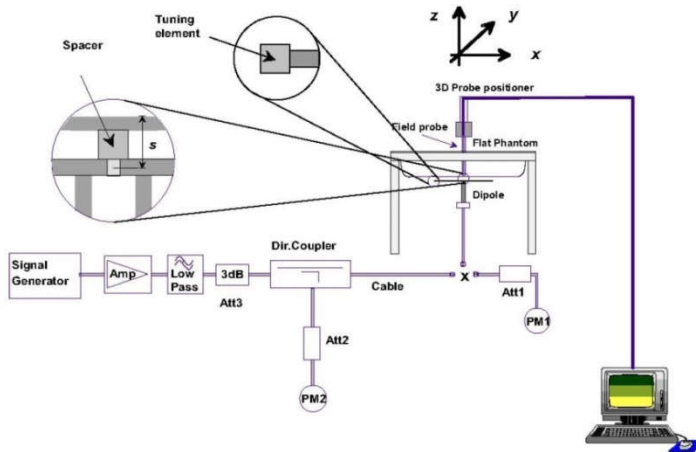 Tuning
element
Spacer
s
z
y
x
3D Probe positioner
Field probe
Flat Phantom
Dipole
Signal
Generator
Amp
Low
Pass
3dB
Att3
Dir.Coupler
Cable
x
Att1
PM1
Att2
PM2